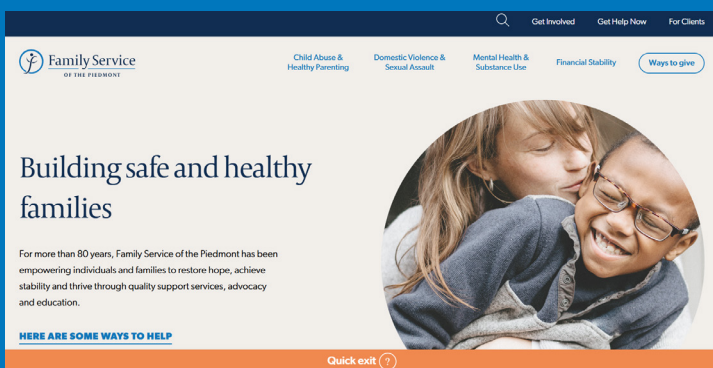 Get Involved Get Help Now For Clients
Family Service
OF THE PIEDMONT
Child Abuse &
Healthy Parenting
Domestic Violence &
Sexual Assault
Mental Health &
Substance Use
Financial Stability
Ways to give
Building safe and healthy
families
For more than 80 years, Family Service of the Piedmont has been
empowering individuals and families to restore hope, achieve
stability and thrive through quality support services, advocacy
and education.
HERE ARE SOME WAYS TO HELP
Quick exit ?